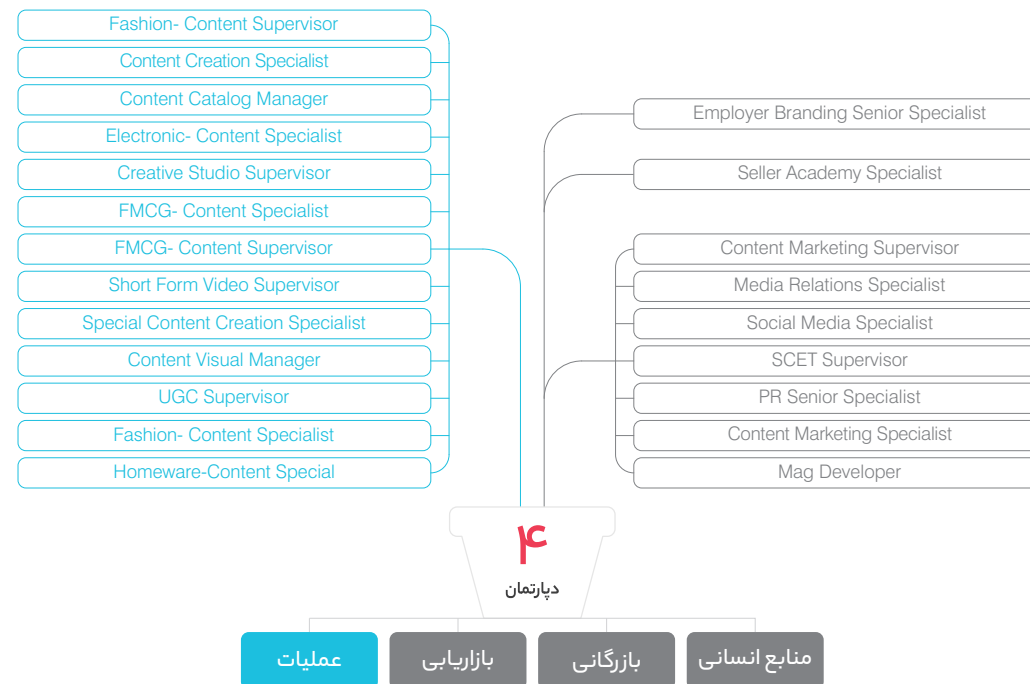 Fashion- Content Supervisor
Content Creation Specialist
Content Catalog Manager
Electronic- Content Specialist
Creative Studio Supervisor
FMCG- Content Specialist
FMCG- Content Supervisor
Short Form Video Supervisor
Special Content Creation Specialist
Content Visual Manager
UGC Supervisor
Fashion- Content Specialist
Homeware-Content Special
Employer Branding Senior Specialist
Seller Academy Specialist
Content Marketing Supervisor
Media Relations Specialist
Social Media Specialist
SCET Supervisor
PR Senior Specialist
Content Marketing Specialist
Mag Developer
۴
دپارتمان
منابع انسانی
بازرگانی
بازاریابی
عملیات